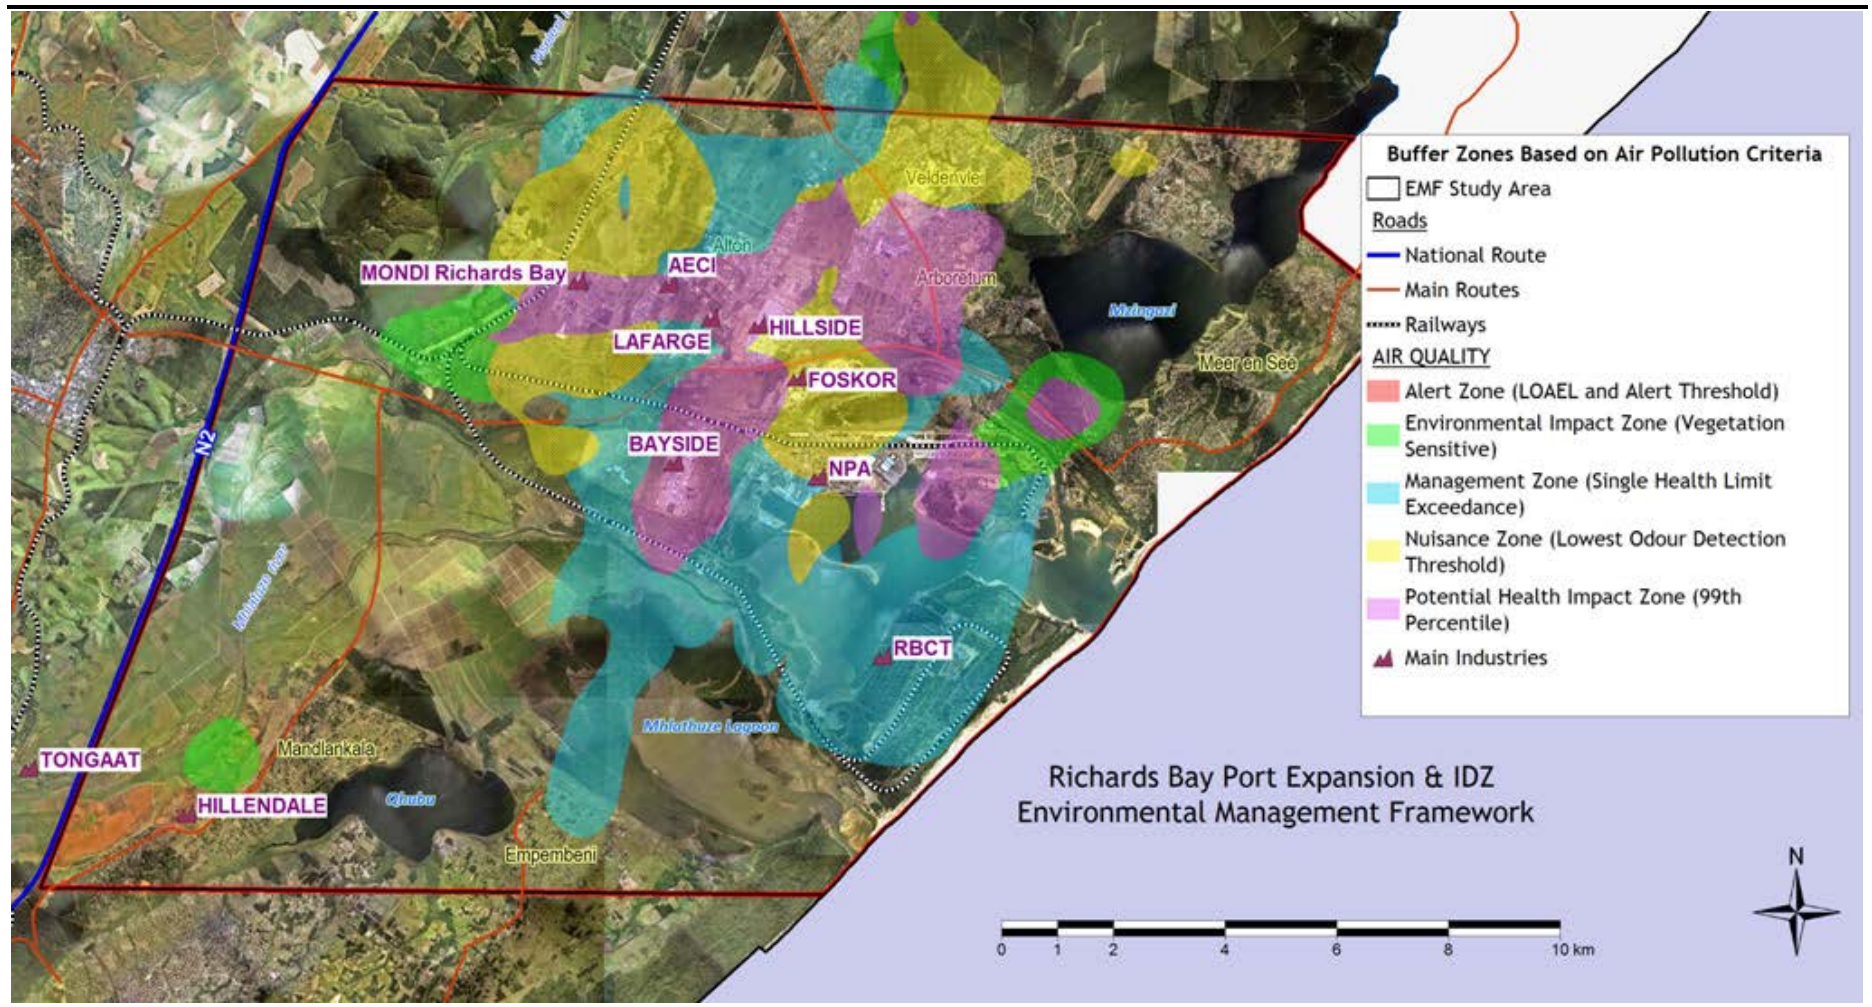 Veldenvlei
Alton
MONDI Richards Bay
AECI
Arboretum
Mzingazi
LAFARGE
HILLSIDE
Meer en See
FOSKOR
N2
BAYSIDE
NPA
RBCT
Mhlathuze Lagoon
Mandlankala
TONGAAT
Qhubu
HILLENDALE
Empembeni
Buffer Zones Based on Air Pollution Criteria
EMF Study Area
Roads
National Route
Main Routes
Railways
AIR QUALITY
Alert Zone (LOAEL and Alert Threshold)
Environmental Impact Zone (Vegetation
Sensitive)
Management Zone (Single Health Limit
Exceedance)
Nuisance Zone (Lowest Odour Detection
Threshold)
Potential Health Impact Zone (99th
Percentile)
Main Industries
Richards Bay Port Expansion & IDZ
Environmental Management Framework
N
0 1 2 4 6 8 10 km